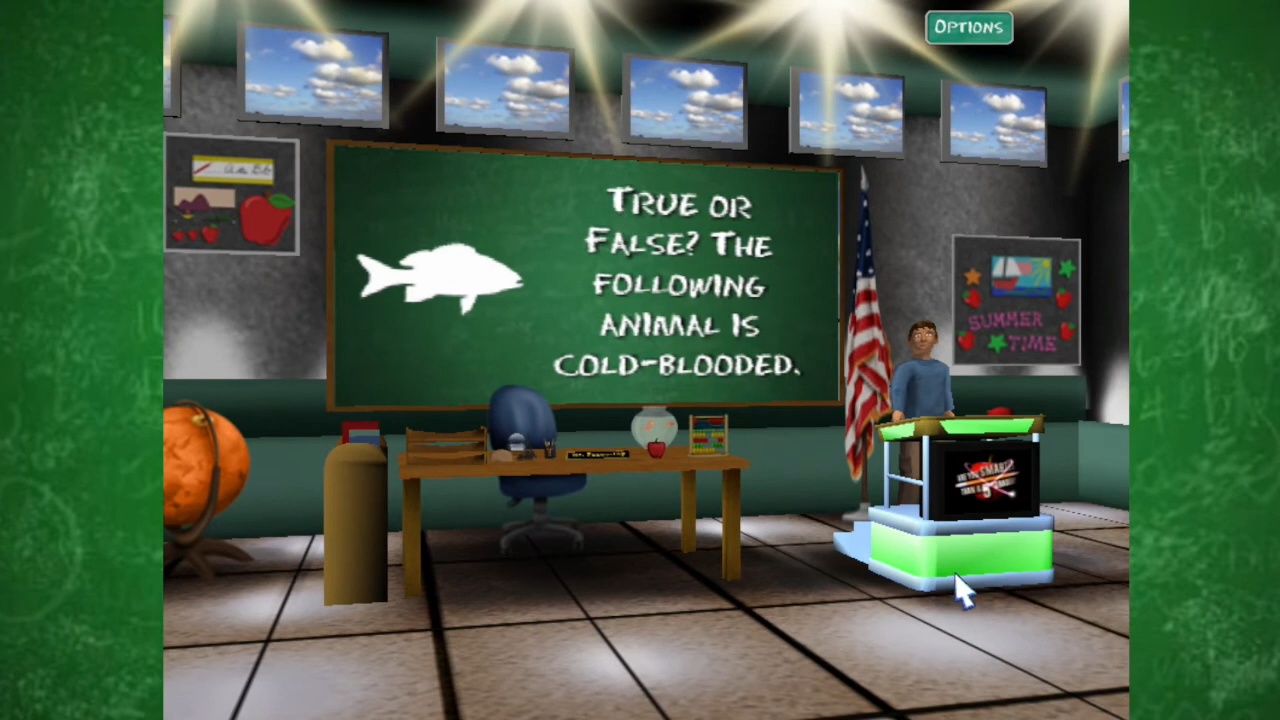 OPTIONS
TRUE OR
FALSE? THE
FOLLOWING
ANIMAL IS
COLD-BLOODED.
SUMMER
TIME